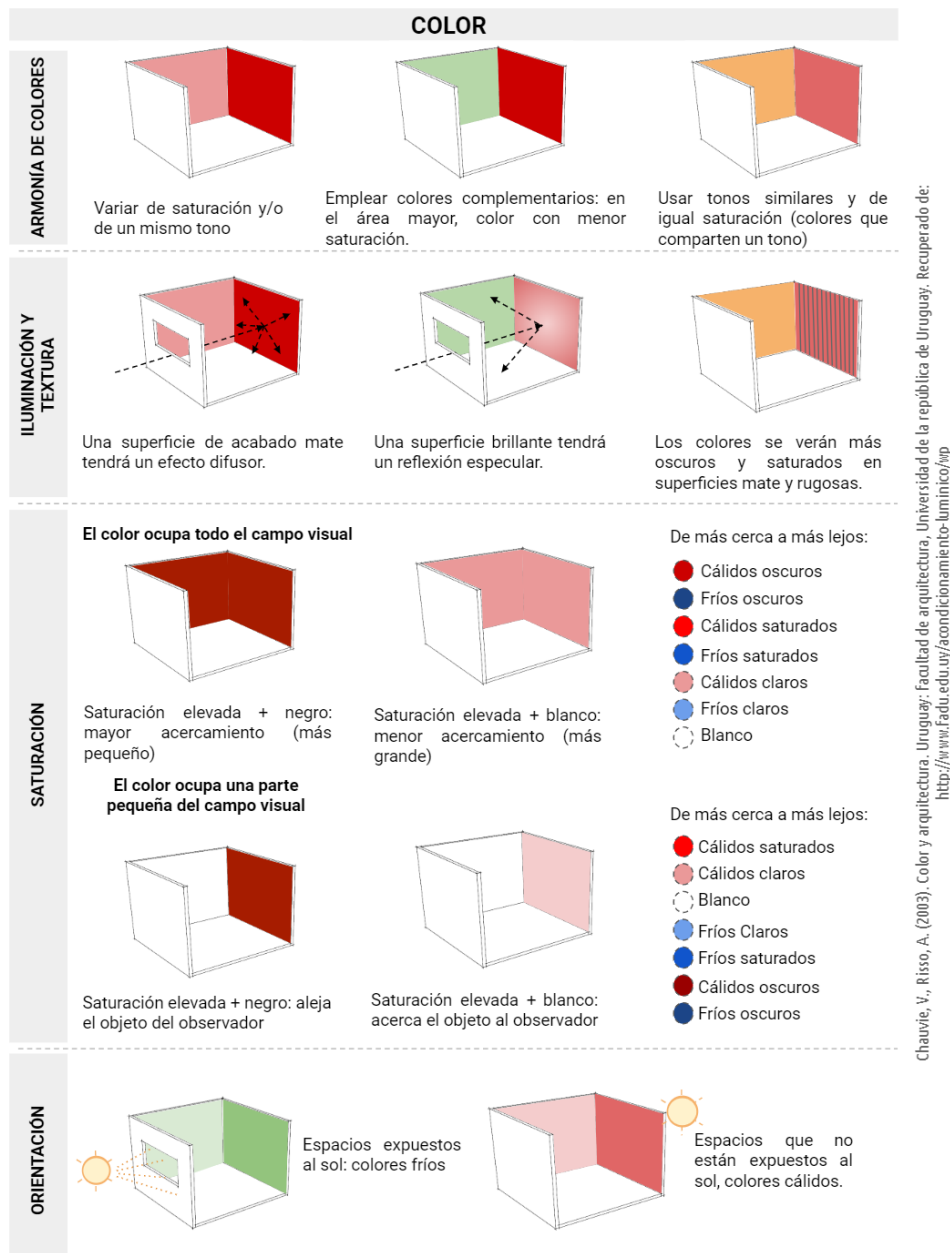 COLOR
ARMONÍA DE COLORES
Variar de saturación y/o
de un mismo tono
Emplear colores complementarios: en
el área mayor, color con menor
saturación.
Usar tonos similares y de
igual saturación (colores que
comparten un tono)
ILUMINACIÓN Y
TEXTURA
Una superficie de acabado mate
tendrá un efecto difusor.
Una superficie brillante tendrá
un reflexión especular.
Los colores se verán más
oscuros y saturados en
superficies mate y rugosas.
SATURACIÓN
El color ocupa todo el campo visual
Saturación elevada + negro:
mayor acercamiento (más
pequeño)
Saturación elevada + blanco:
menor acercamiento (más
grande)
De más cerca a más lejos:
Cálidos oscuros
Fríos oscuros
Cálidos saturados
Fríos saturados
Cálidos claros
Fríos claros
Blanco
El color ocupa una parte
pequeña del campo visual
Saturación elevada + negro: aleja
el objeto del observador
Saturación elevada + blanco:
acerca el objeto al observador
De más cerca a más lejos:
Cálidos saturados
Cálidos claros
Blanco
Fríos Claros
Fríos saturados
Cálidos oscuros
Fríos oscuros
ORIENTACIÓN
Espacios expuestos
al sol: colores fríos
Espacios que no
están expuestos al
sol, colores cálidos.
Chauvie, V., Risso, A. (2003). Color y arquitectura. Uruguay: Facultad de arquitectura, Universidad de la república de Uruguay. Recuperado de:
http://www.fadu.edu.uy/acondicionamiento-luminico/wp